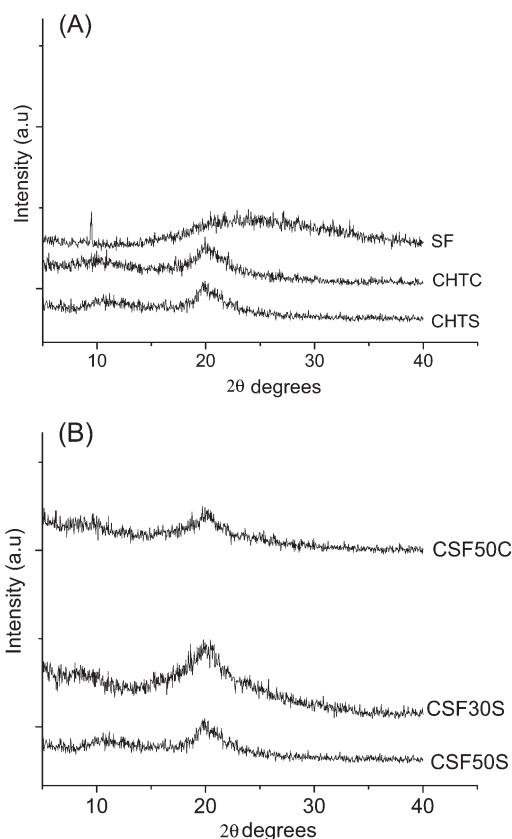 (A)
Intensity (a.u)
SF
CHTC
CHTS
10 20 30 40
2θ degrees
(B)
Intensity (a.u)
CSF50C
CSF30S
CSF50S
10 20 30 40
2θ degrees